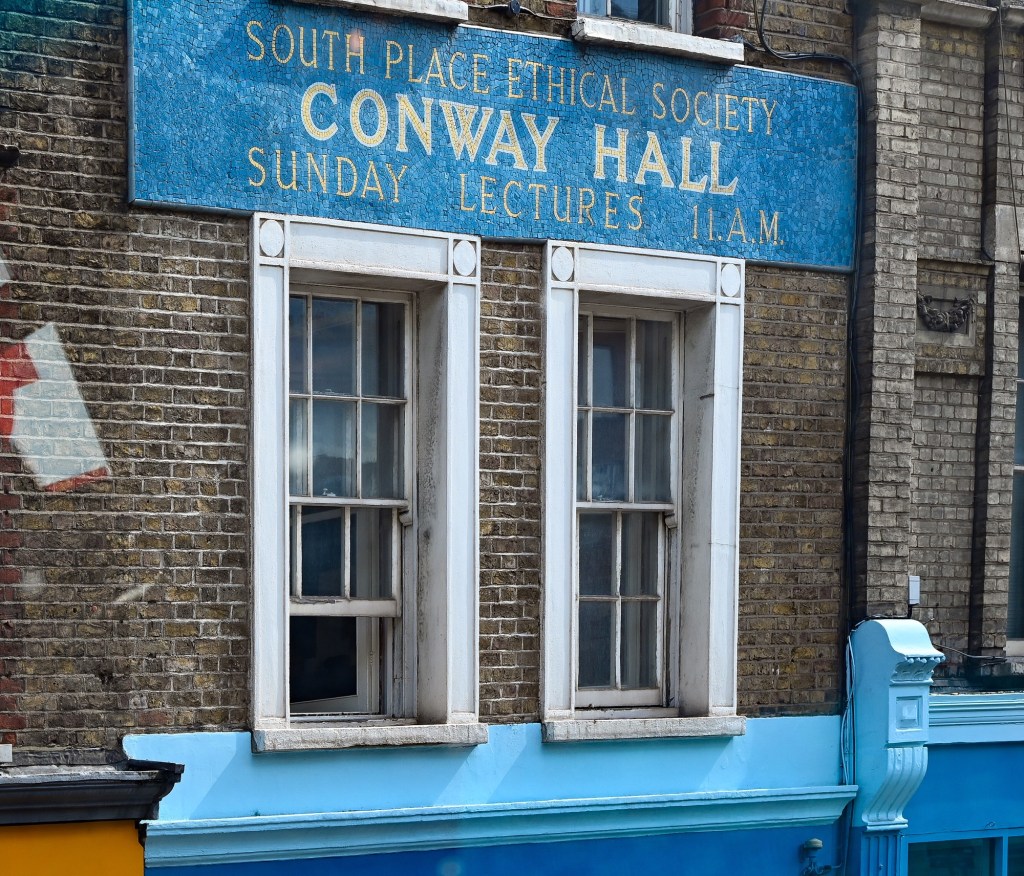 SOUTH PLACE ETHICAL SOCIETY
CONWAY HALL
SUNDAY LECTURES 11.A.M.